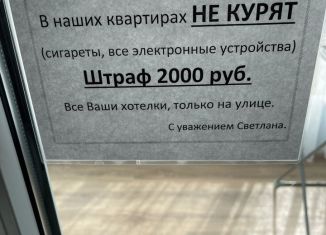 В наших квартирах НЕ КУРЯТ
(сигареты, все электронные устройства)
Штраф 2000 руб.
Все Ваши хотелки, только на улице.
С уважением Светлана.